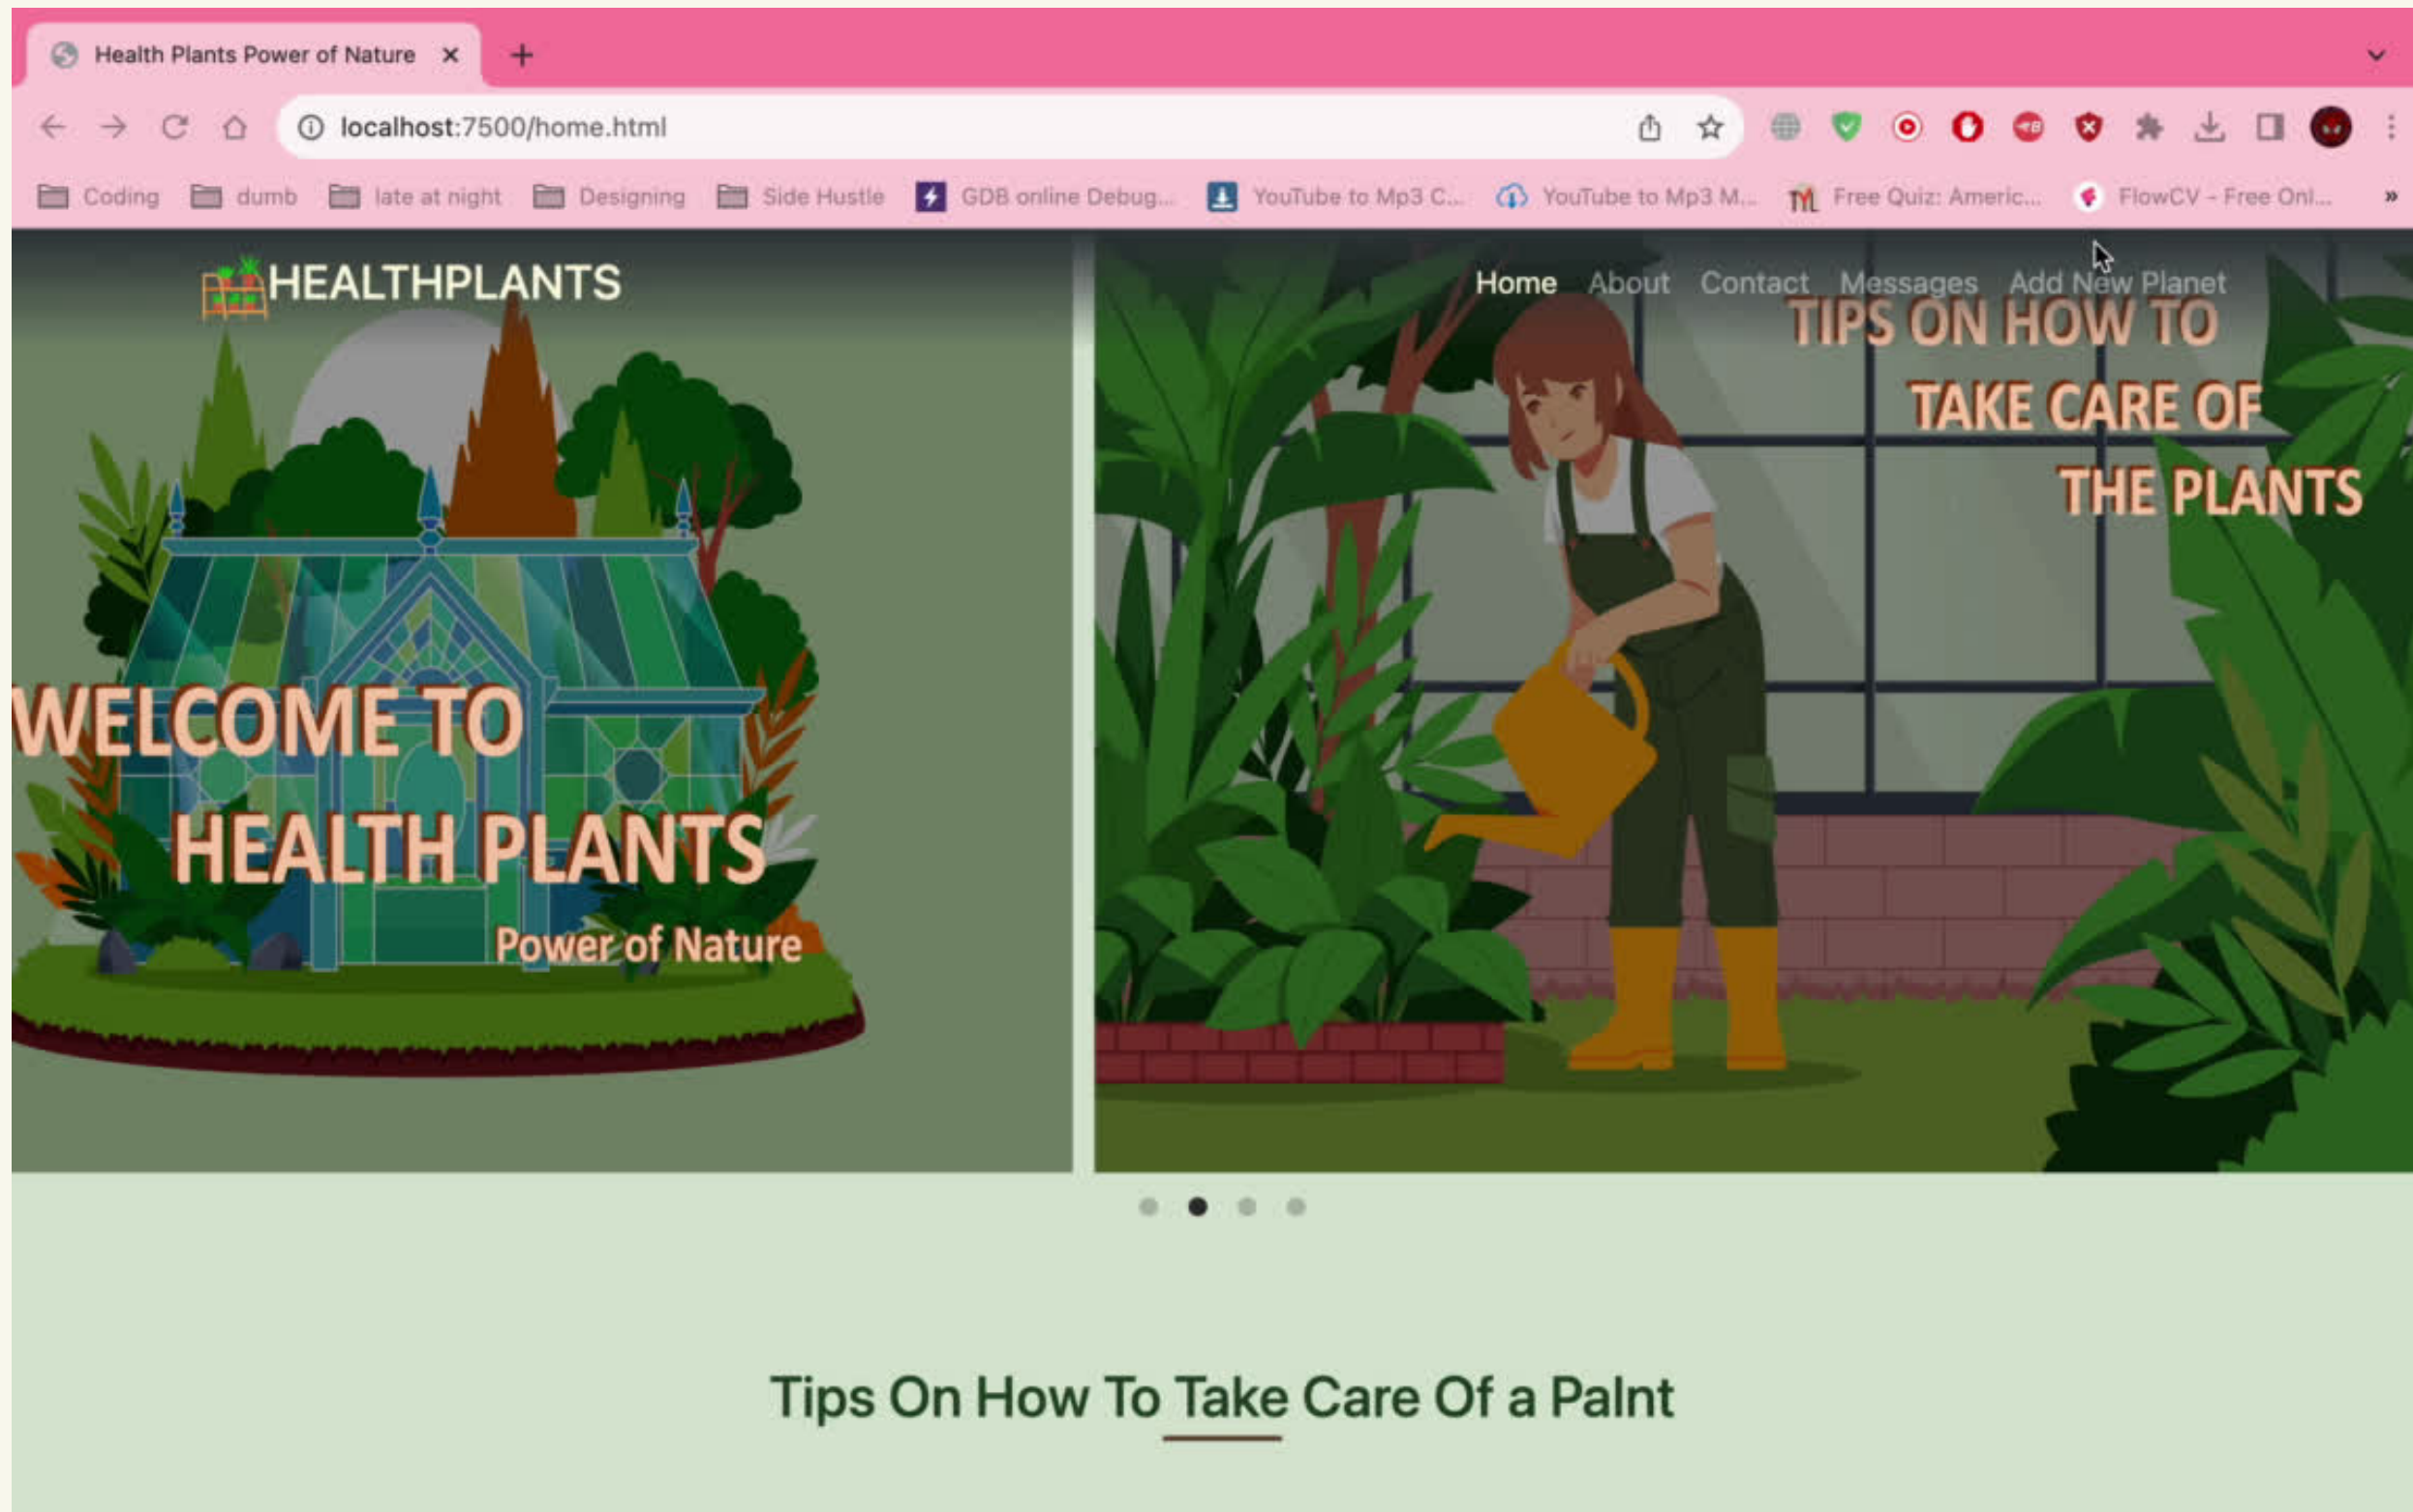 Health Plants Power of Nature
localhost:7500/home.html
Coding dumb late at night Designing Side Hustle GDB online Debug... YouTube to Mp3 C... YouTube to Mp3 M... Free Quiz: Americ... FlowCV - Free Onl... »
HEALTHPLANTS Home About Contact Messages Add New Planet
TIPS ON HOW TO
TAKE CARE OF
THE PLANTS
WELCOME TO
HEALTH PLANTS
Power of Nature
Tips On How To Take Care Of a Palnt